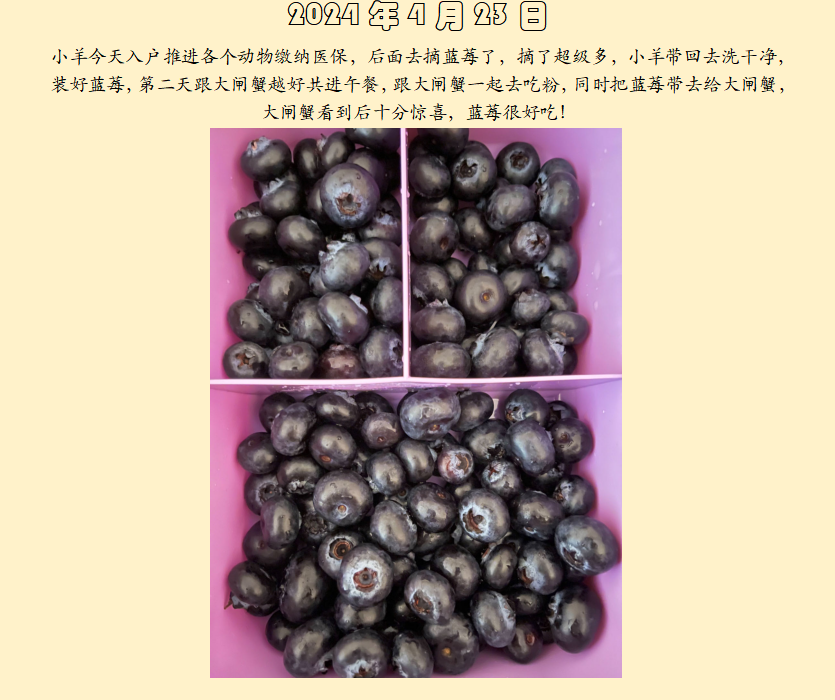 2024 年 4 月 23 日
小羊今天入户推进各个动物缴纳医保，后面去摘蓝莓了，摘了超级多，小羊带回去洗干净，
装好蓝莓，第二天跟大闸蟹越好共进午餐，跟大闸蟹一起去吃粉，同时把蓝莓带去给大闸蟹，
大闸蟹看到后十分惊喜，蓝莓很好吃！